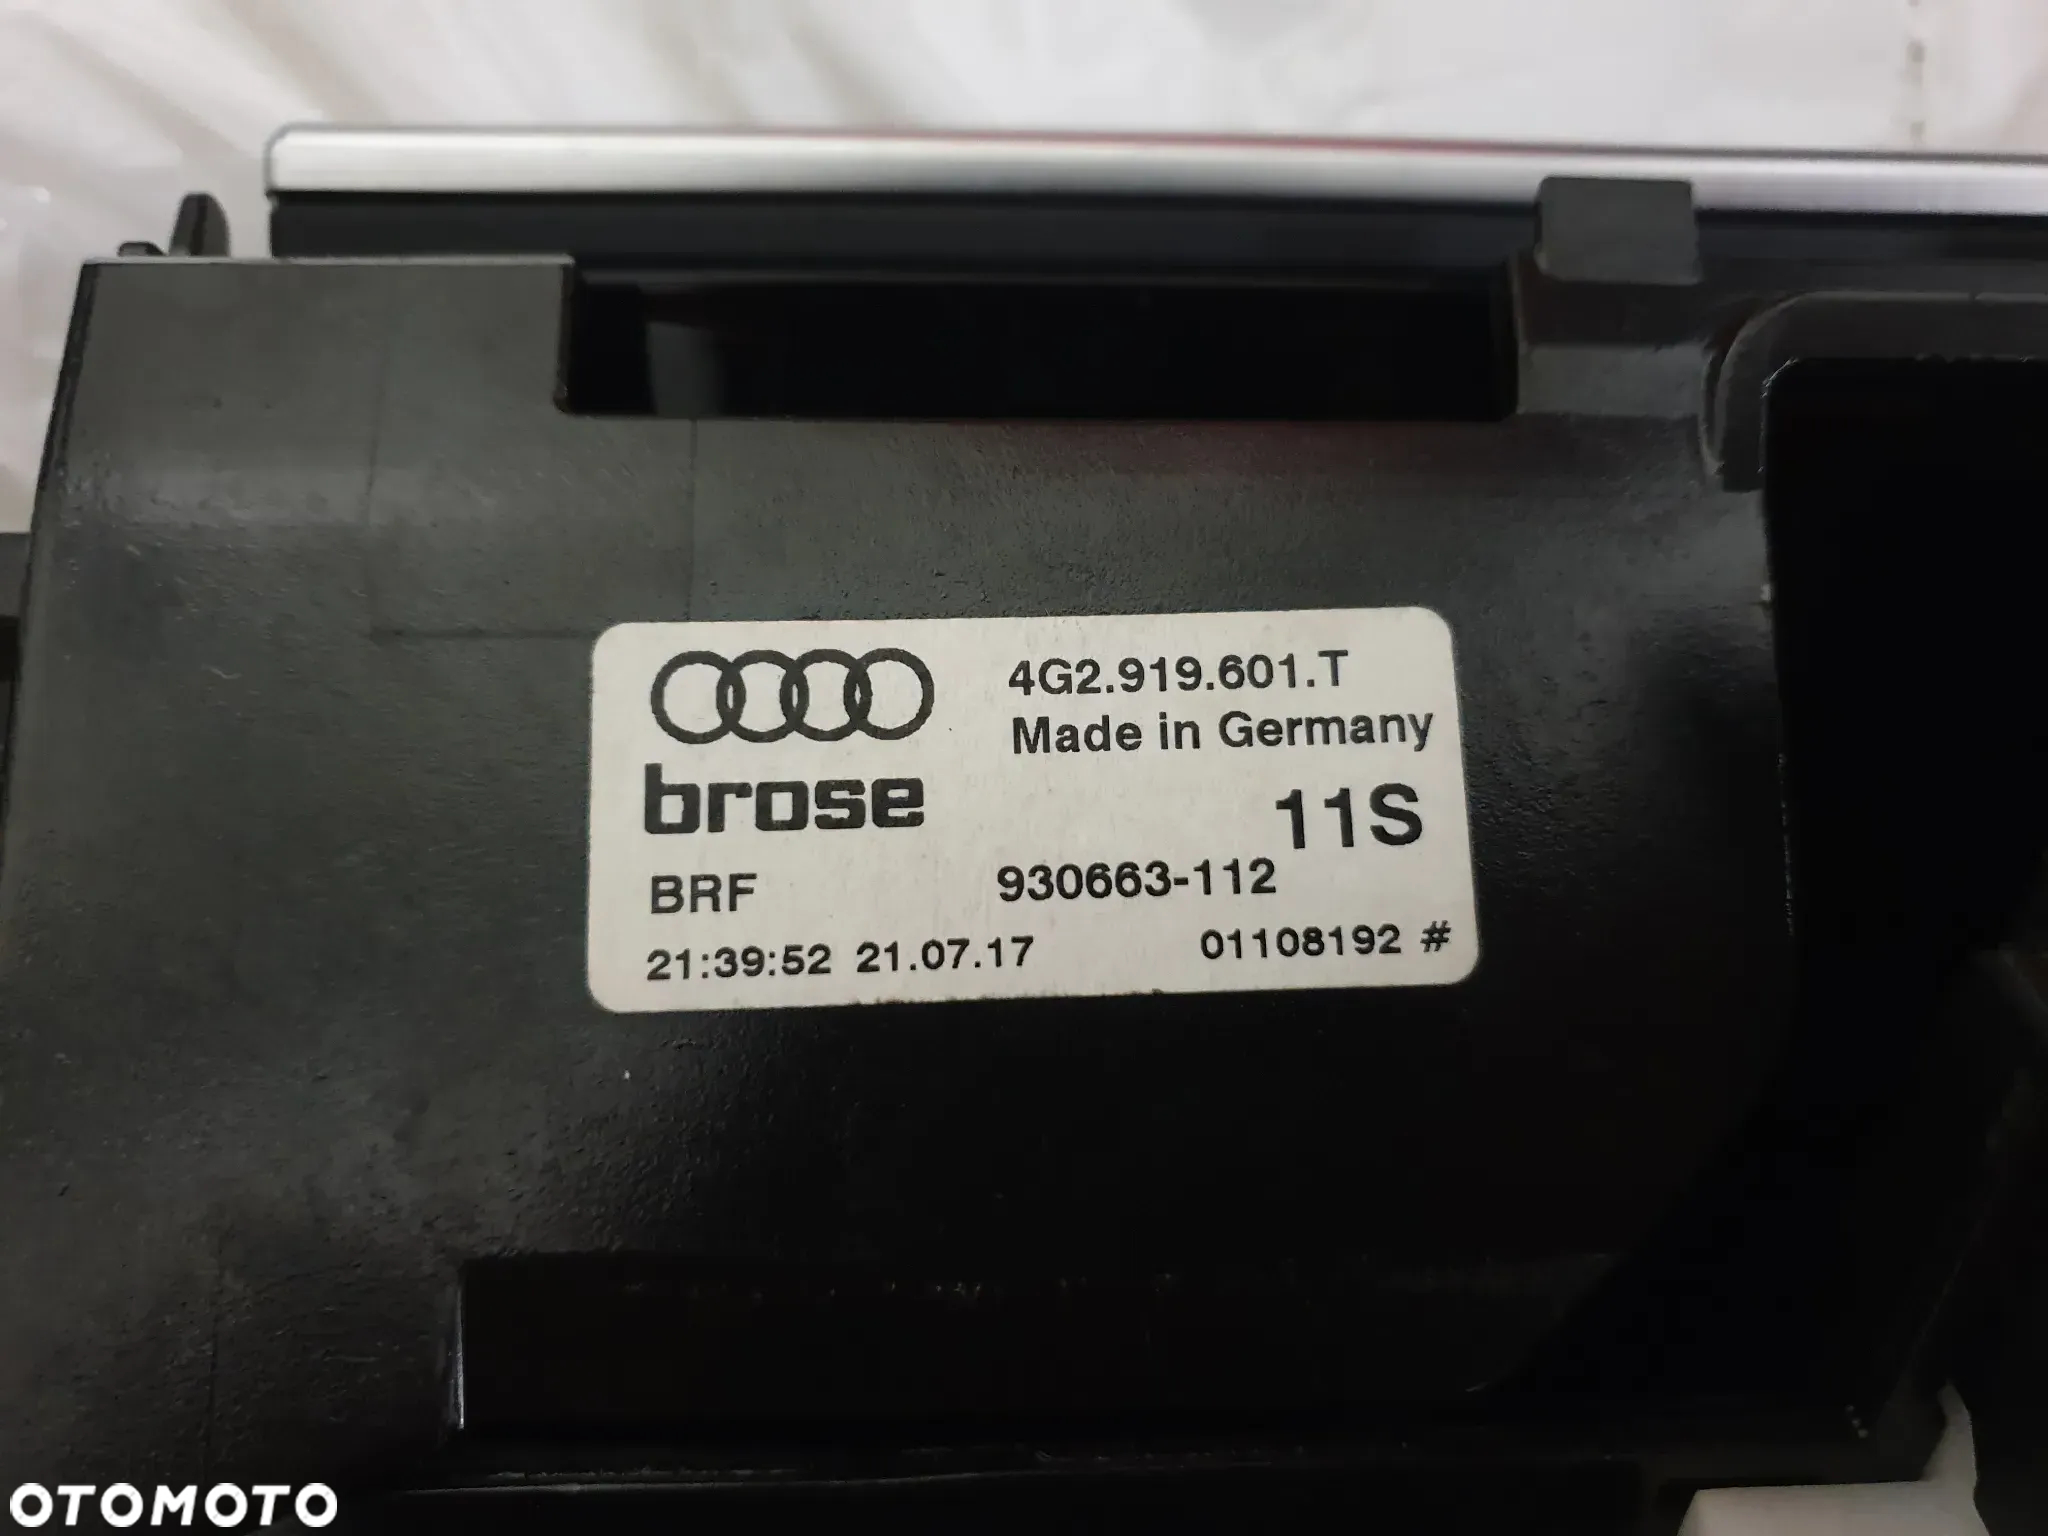 4G2.919.601.T
Made in Germany
brose
11S
BRF 930663-112
21:39:52 21.07.17 01108192 #
OTOMOTO